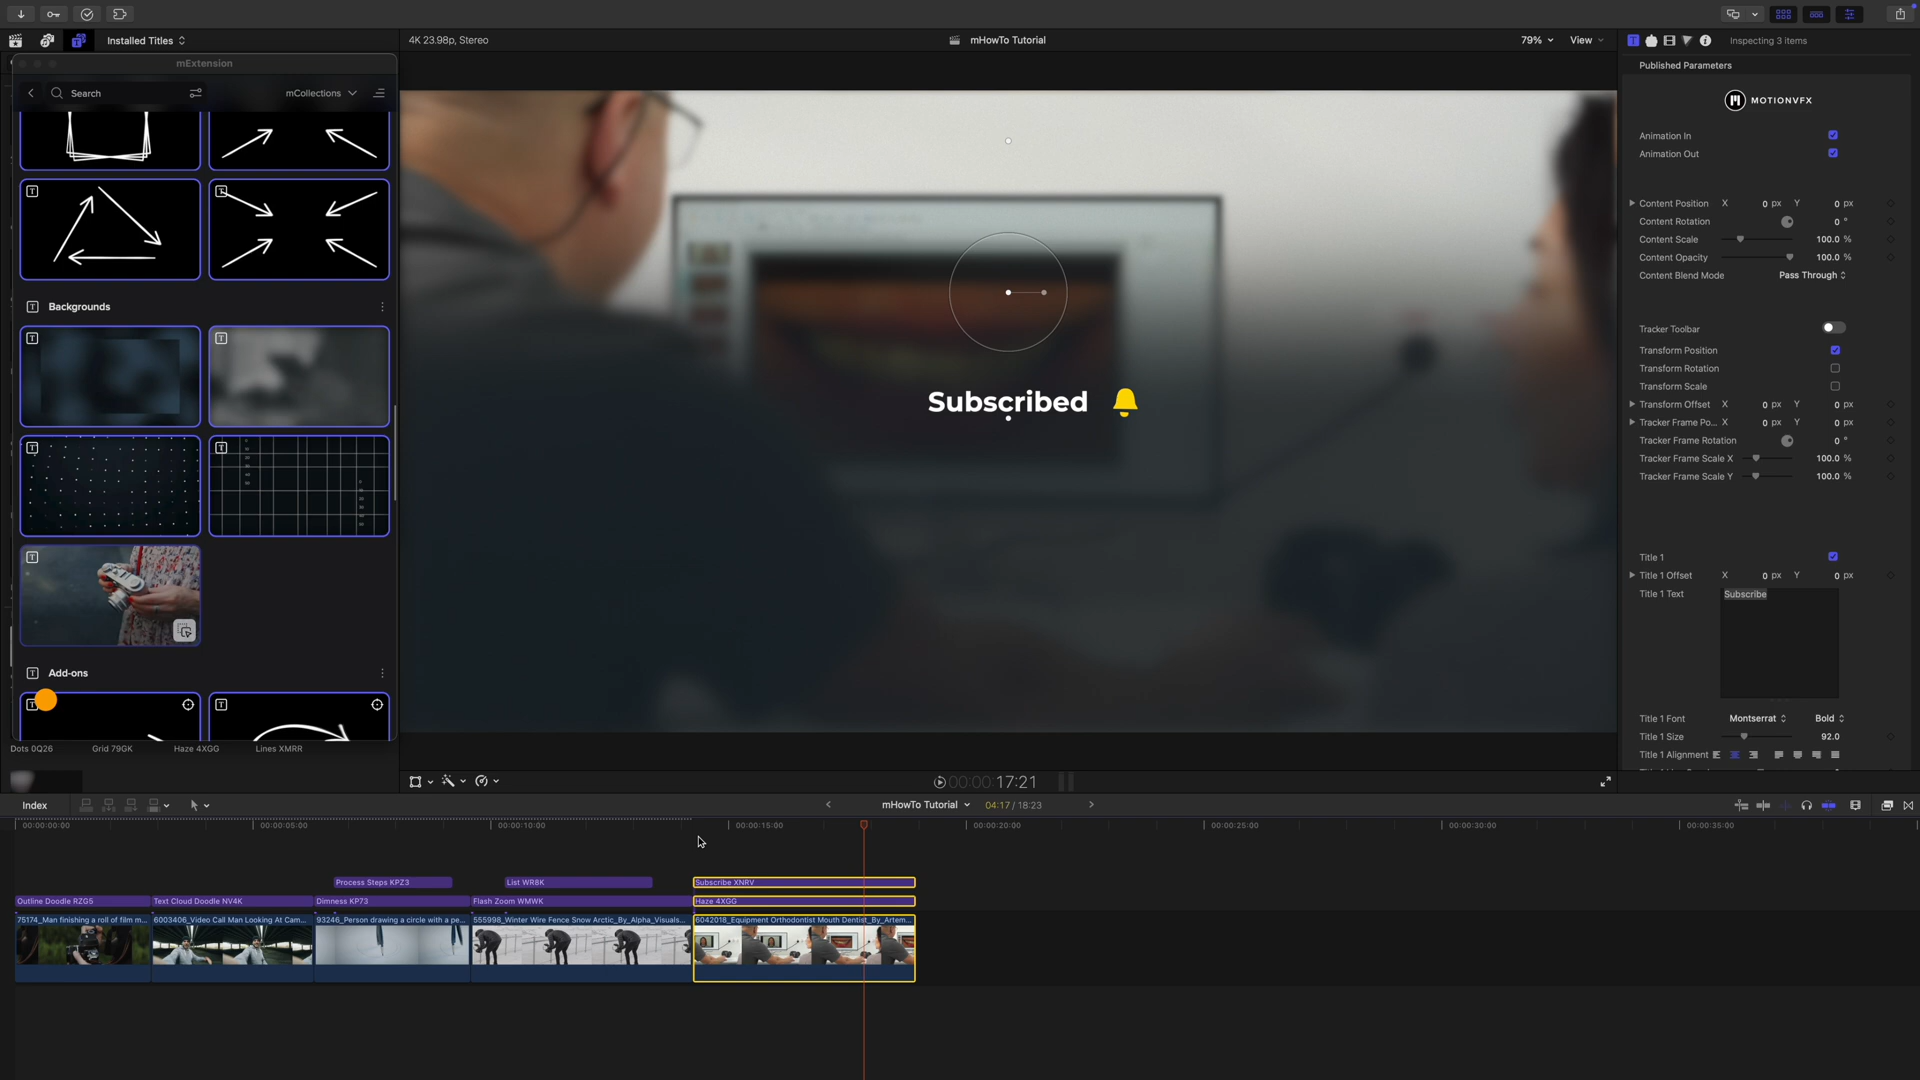 Installed Titles
4K 23.98p, Stereo
mHowTo Tutorial
79%
View
Inspecting 3 items
mExtension
Search
mCollections
Published Parameters
MOTIONVFX
Animation In
Animation Out
Content Position X 0 px Y 0 px
Content Rotation 0 °
Content Scale 100.0 %
Content Opacity 100.0 %
Content Blend Mode Pass Through
Tracker Toolbar
Transform Position
Transform Rotation
Transform Scale
Transform Offset X 0 px Y 0 px
Tracker Frame Po... X 0 px Y 0 px
Tracker Frame Rotation 0 °
Tracker Frame Scale X 100.0 %
Tracker Frame Scale Y 100.0 %
Title 1
Title 1 Offset X 0 px Y 0 px
Title 1 Text Subscribe
Title 1 Font Montserrat Bold
Title 1 Size 92.0
Title 1 Alignment
Backgrounds
Add-ons
Dots 0Q26
Grid 79GK
Haze 4XGG
Lines XMRR
Subscribed
00:00:17:21
Index
mHowTo Tutorial
04:17 / 18:23
00:00:00:00
00:00:05:00
00:00:10:00
00:00:15:00
00:00:20:00
00:00:25:00
00:00:30:00
00:00:35:00
Process Steps KPZ3
List WR8K
Subscribe XNRV
Outline Doodle RZG5
Text Cloud Doodle NV4K
Dimness KP73
Flash Zoom WMWK
Haze 4XGG
75174_Man finishing a roll of film m...
6003406_Video Call Man Looking At Cam...
93246_Person drawing a circle with a pe...
555998_Winter Wire Fence Snow Arctic_By_Alpha_Visuals...
6042018_Equipment Orthodontist Mouth Dentist_By_Artem...